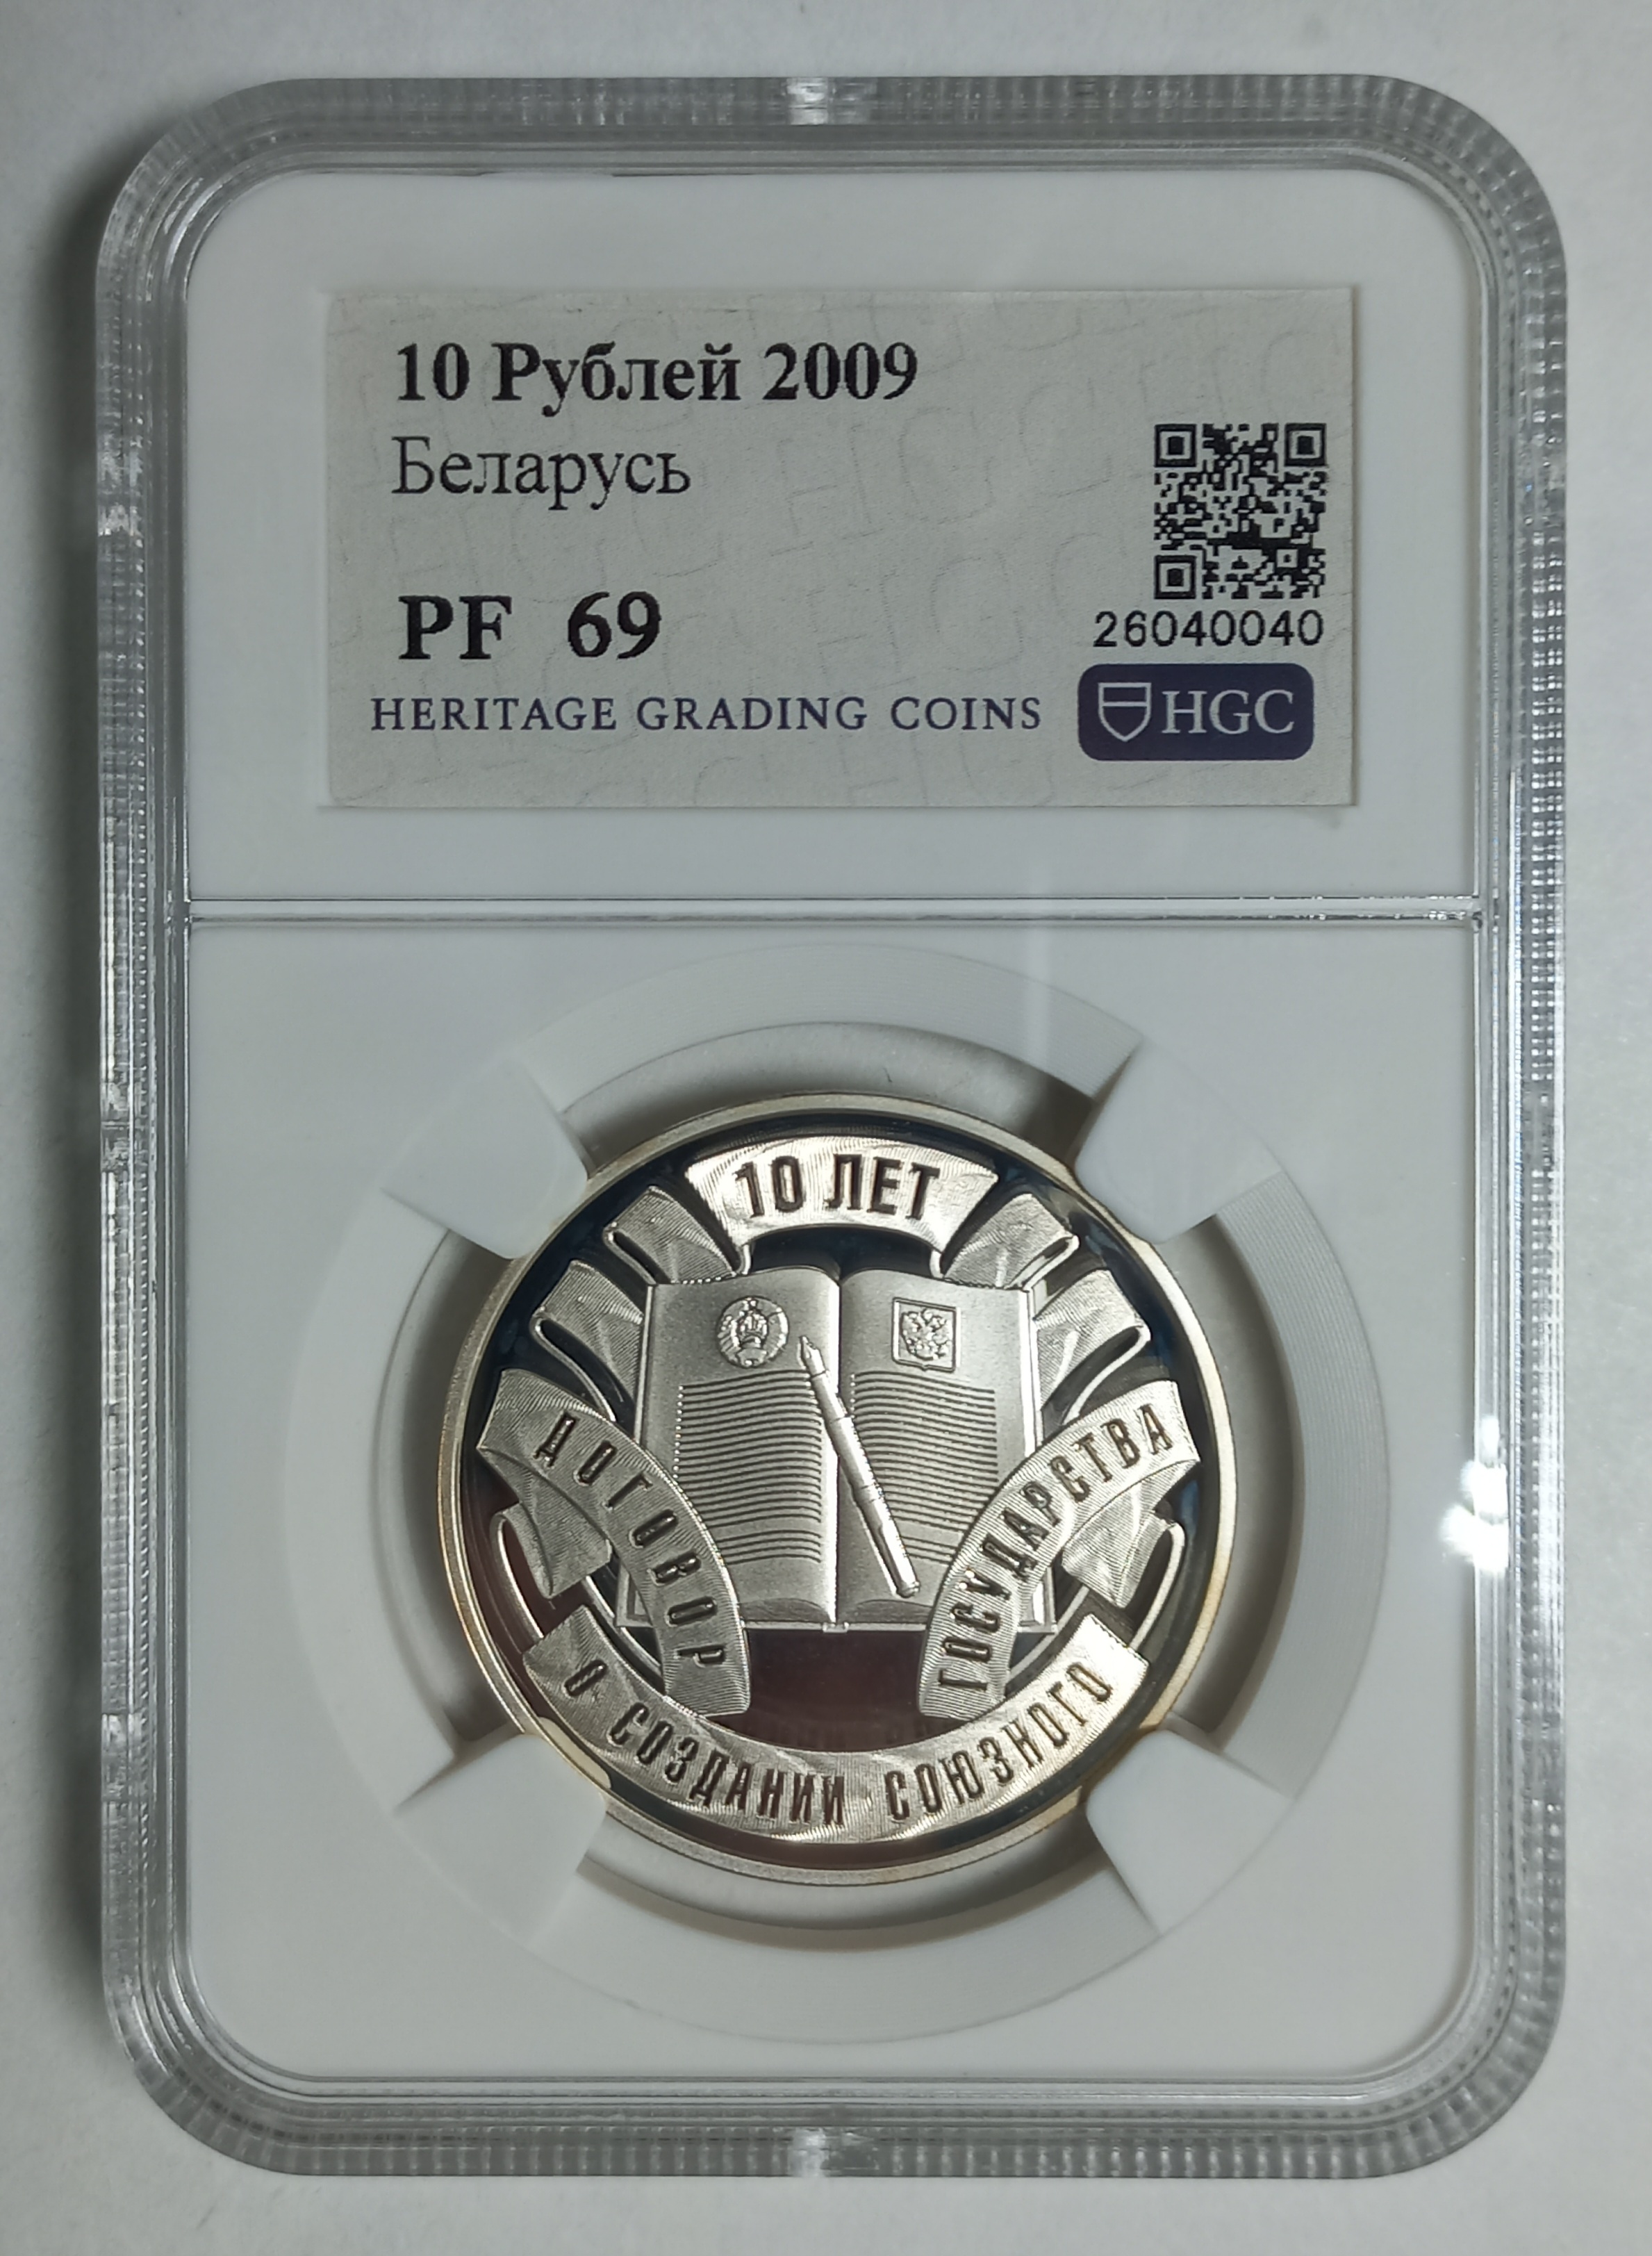 10 Рублей 2009
Беларусь
PF 69
26040040
HERITAGE GRADING COINS
HGC
10 ЛЕТ
ДОГОВОР
О СОЗДАНИИ СОЮЗНОГО
ГОСУДАРСТВА